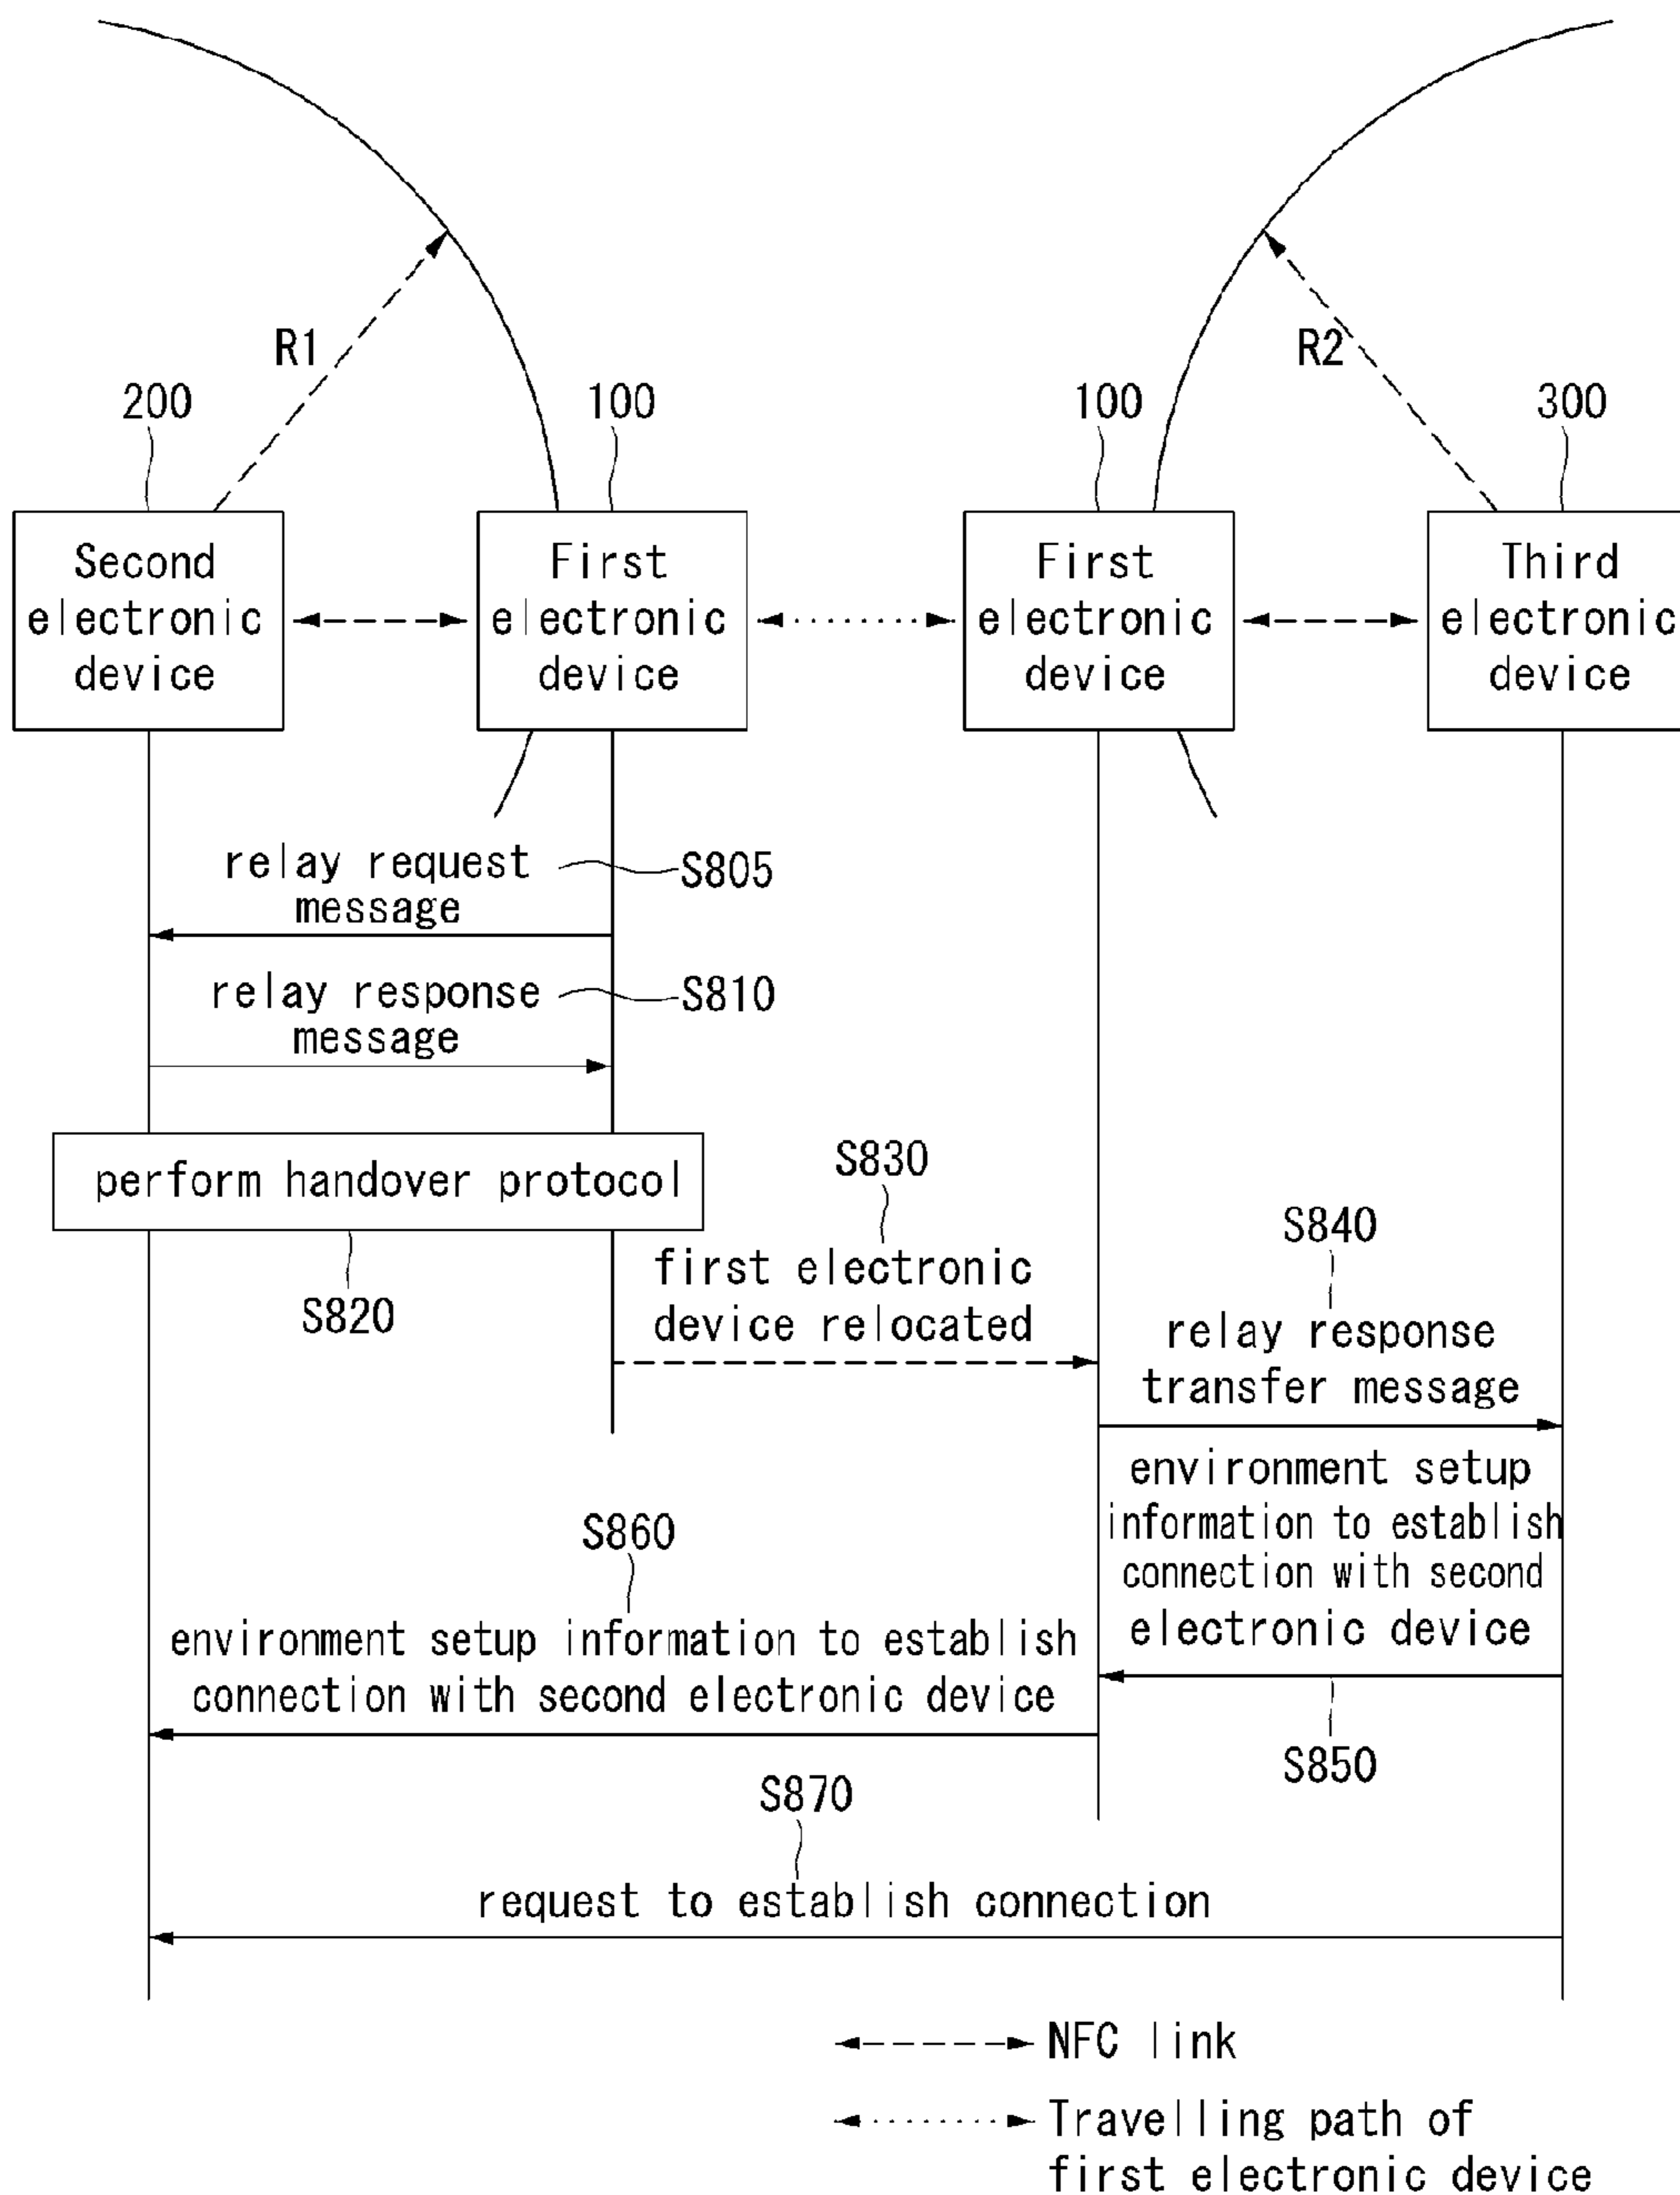 R1
R2
200
100
100
300
Second
electronic
device
First
electronic
device
First
electronic
device
Third
electronic
device
relay request
message
S805
relay response
message
S810
perform handover protocol
S820
S830
first electronic
device relocated
S840
relay response
transfer message
environment setup
information to establish
connection with second
electronic device
S850
S860
environment setup information to establish
connection with second electronic device
S870
request to establish connection
NFC link
Travelling path of
first electronic device